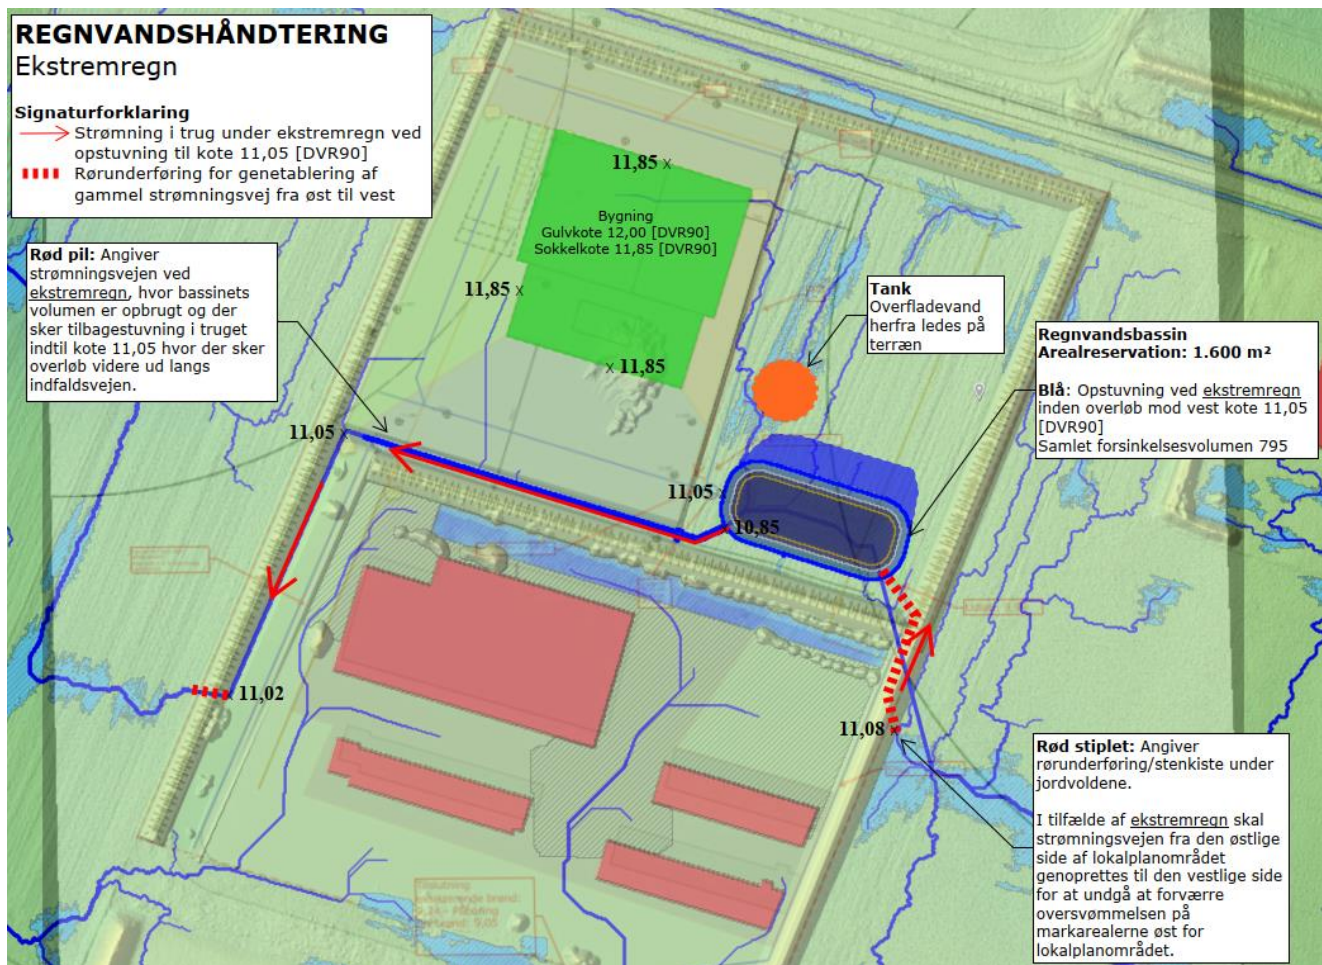 REGNVANDSHÅNDTERING
Ekstremregn
Signaturforklaring
Strømning i trug under ekstremregn ved
opstuvning til kote 11,05 [DVR90]
Rørunderføring for genetablering af
gammel strømningsvej fra øst til vest
11,85
Bygning
Gulvkote 12,00 [DVR90]
Sokkelkote 11,85 [DVR90]
Rød pil: Angiver
strømningsvejen ved
ekstremregn, hvor bassinets
volumen er opbrugt og der
sker tilbagestuvning i truget
indtil kote 11,05 hvor der sker
overløb videre ud langs
indfaldsvejen.
11,85
11,85
Tank
Overfladevand
herfra ledes på
terræn
Regnvandsbassin
Arealreservation: 1.600 m²
Blå: Opstuvning ved ekstremregn
inden overløb mod vest kote 11,05
[DVR90]
Samlet forsinkelsesvolumen 795
11,05
11,05
10,85
11,02
11,08
Rød stiplet: Angiver
rørunderføring/stenkiste under
jordvoldene.
I tilfælde af ekstremregn skal
strømningsvejen fra den østlige
side af lokalplanområdet
genoprettes til den vestlige side
for at undgå at forværre
oversvømmelsen på
markarealerne øst for
lokalplanområdet.